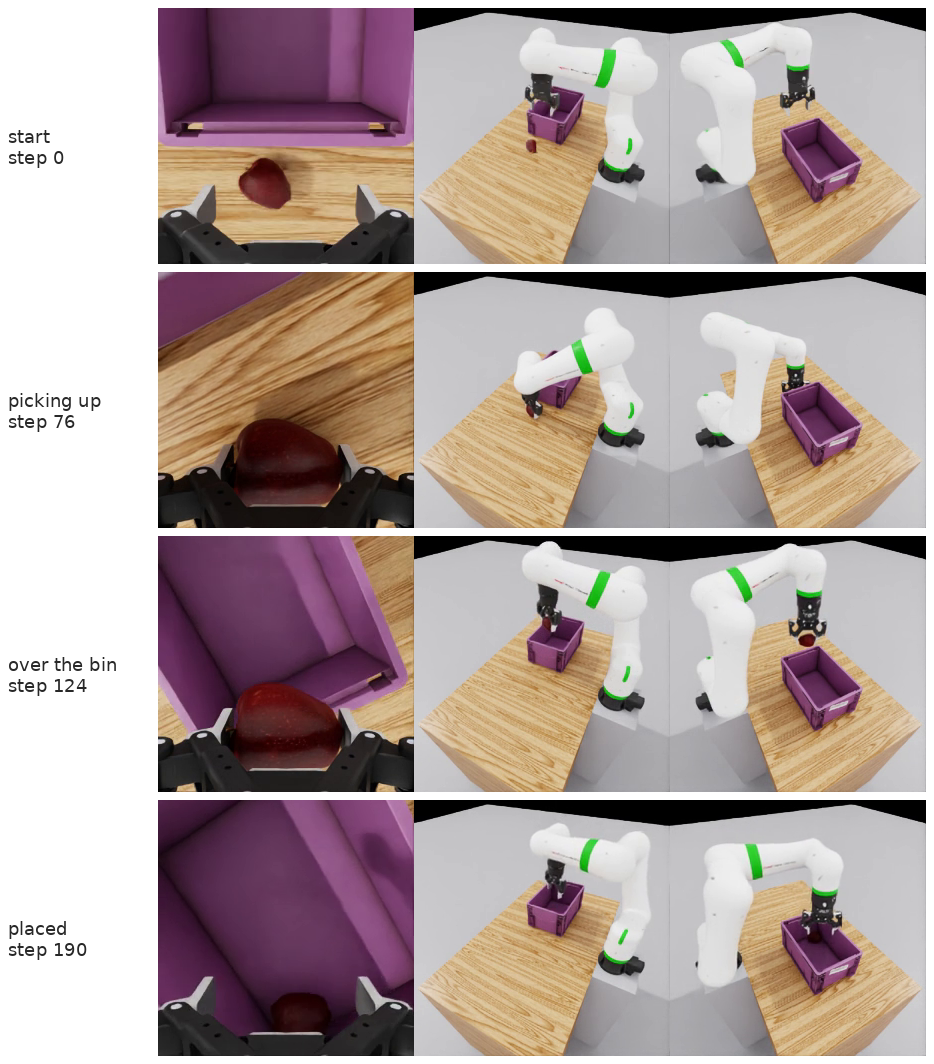 start
step 0
picking up
step 76
over the bin
step 124
placed
step 190